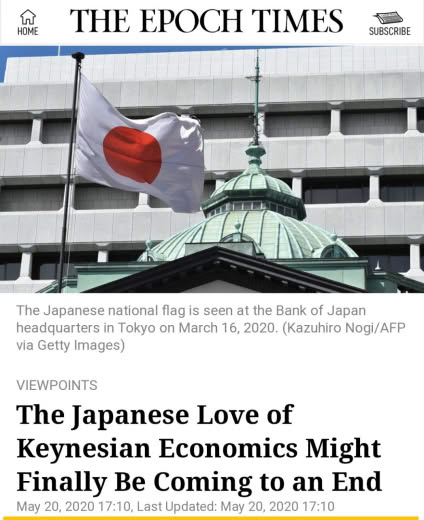 THE EPOCH TIMES
HOME
SUBSCRIBE
The Japanese national flag is seen at the Bank of Japan
headquarters in Tokyo on March 16, 2020. (Kazuhiro Nogi/AFP
via Getty Images)
VIEWPOINTS
The Japanese Love of
Keynesian Economics Might
Finally Be Coming to an End
May 20, 2020 17:10, Last Updated: May 20, 2020 17:10